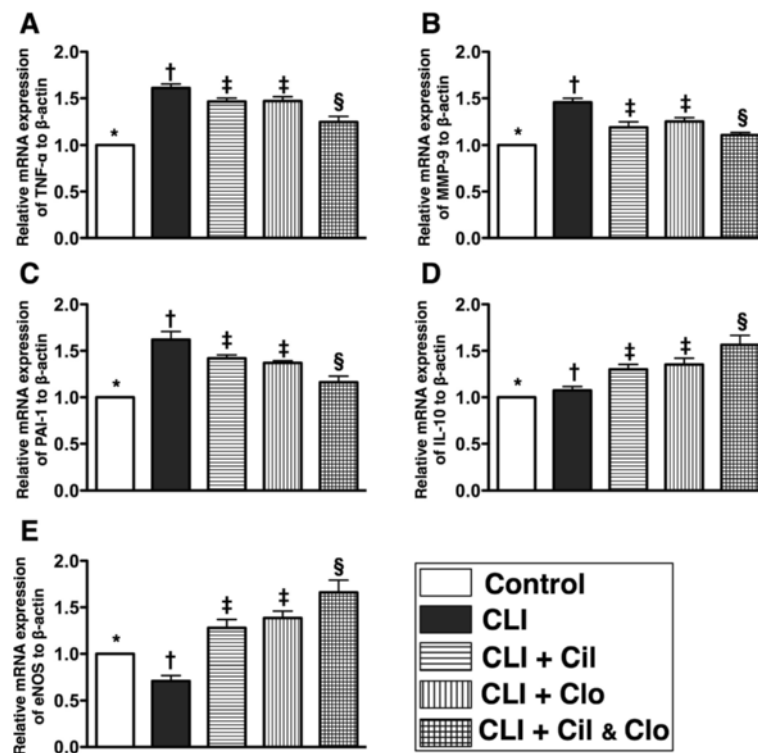 A
Relative mRNA expression
of TNF-α to β-actin
2.0
1.5
1.0
0.5
0.0
*
†
‡
‡
§
B
Relative mRNA expression
of MMP-9 to β-actin
2.0
1.5
1.0
0.5
0.0
*
†
‡
‡
§
C
Relative mRNA expression
of PAI-1 to β-actin
2.0
1.5
1.0
0.5
0.0
*
†
‡
‡
§
D
Relative mRNA expression
of IL-10 to β-actin
2.0
1.5
1.0
0.5
0.0
*
†
‡
‡
§
E
Relative mRNA expression
of eNOS to β-actin
2.0
1.5
1.0
0.5
0.0
*
†
‡
‡
§
Control
CLI
CLI + Cil
CLI + Clo
CLI + Cil & Clo